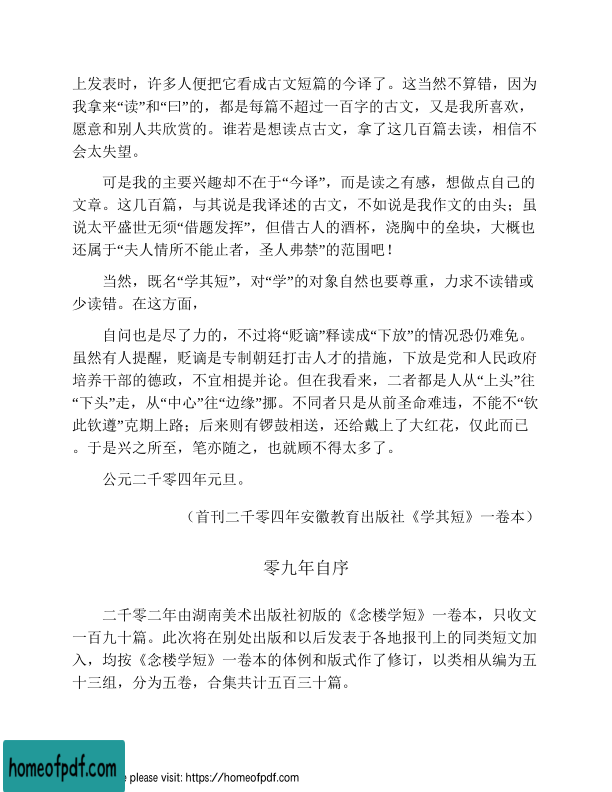 上发表时，许多人便把它看成古文短篇的今译了。这当然不算错，因为
我拿来“读”和“曰”的，都是每篇不超过一百字的古文，又是我所喜欢，
愿意和别人共欣赏的。谁若是想读点古文，拿了这几百篇去读，相信不
会太失望。
可是我的主要兴趣却不在于“今译”，而是读之有感，想做点自己的
文章。这几百篇，与其说是我译述的古文，不如说是我作文的由头；虽
说太平盛世无须“借题发挥”，但借古人的酒杯，浇胸中的垒块，大概也
还属于“夫人情所不能止者，圣人弗禁”的范围吧！
当然，既名“学其短”，对“学”的对象自然也要尊重，力求不读错或
少读错。在这方面，
自问也是尽了力的，不过将“贬谪”释读成“下放”的情况恐仍难免。
虽然有人提醒，贬谪是专制朝廷打击人才的措施，下放是党和人民政府
培养干部的德政，不宜相提并论。但在我看来，二者都是人从“上头”往
“下头”走，从“中心”往“边缘”挪。不同者只是从前圣命难违，不能不“钦
此钦遵”克期上路；后来则有锣鼓相送，还给戴上了大红花，仅此而已
。于是兴之所至，笔亦随之，也就顾不得太多了。
公元二千零四年元旦。
（首刊二千零四年安徽教育出版社《学其短》一卷本）
零九年自序
二千零二年由湖南美术出版社初版的《念楼学短》一卷本，只收文
一百九十篇。此次将在别处出版和以后发表于各地报刊上的同类短文加
入，均按《念楼学短》一卷本的体例和版式作了修订，以类相从编为五
十三组，分为五卷，合集共计五百三十篇。
homeofpdf.com
e please visit: https://homeofpdf.com